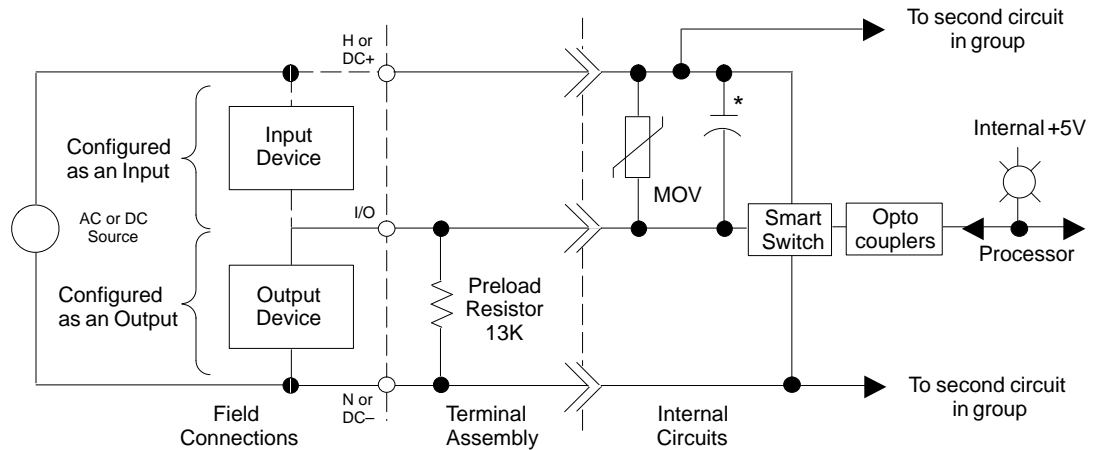 To second circuit
in group
H or
DC+
*
Internal +5V
Configured
as an Input
Input
Device
MOV
I/O
AC or DC
Source
Smart
Switch
Opto
couplers
Processor
Configured
as an Output
Output
Device
Preload
Resistor
13K
To second circuit
in group
N or
DC–
Field
Connections
Terminal
Assembly
Internal
Circuits